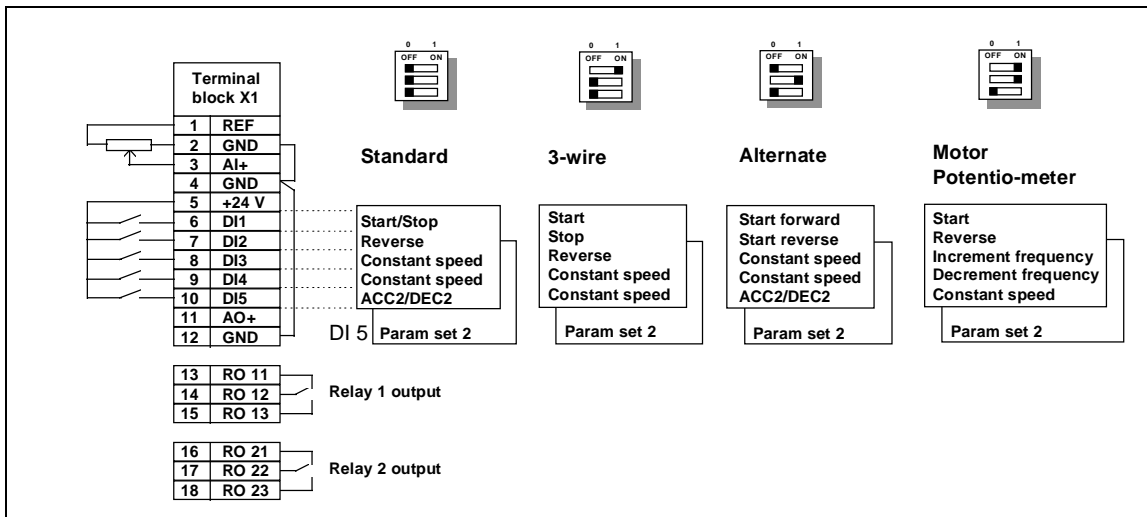 0 1
OFF ON
0 1
OFF ON
0 1
OFF ON
0 1
OFF ON
Terminal
block X1
1 REF
2 GND
3 AI+
4 GND
5 +24 V
6 DI1
7 DI2
8 DI3
9 DI4
10 DI5
11 AO+
12 GND
Standard
Start/Stop
Reverse
Constant speed
Constant speed
ACC2/DEC2
DI 5 Param set 2
3-wire
Start
Stop
Reverse
Constant speed
Constant speed
Param set 2
Alternate
Start forward
Start reverse
Constant speed
Constant speed
ACC2/DEC2
Param set 2
Motor
Potentio-meter
Start
Reverse
Increment frequency
Decrement frequency
Constant speed
Param set 2
13 RO 11
14 RO 12
15 RO 13
Relay 1 output
16 RO 21
17 RO 22
18 RO 23
Relay 2 output